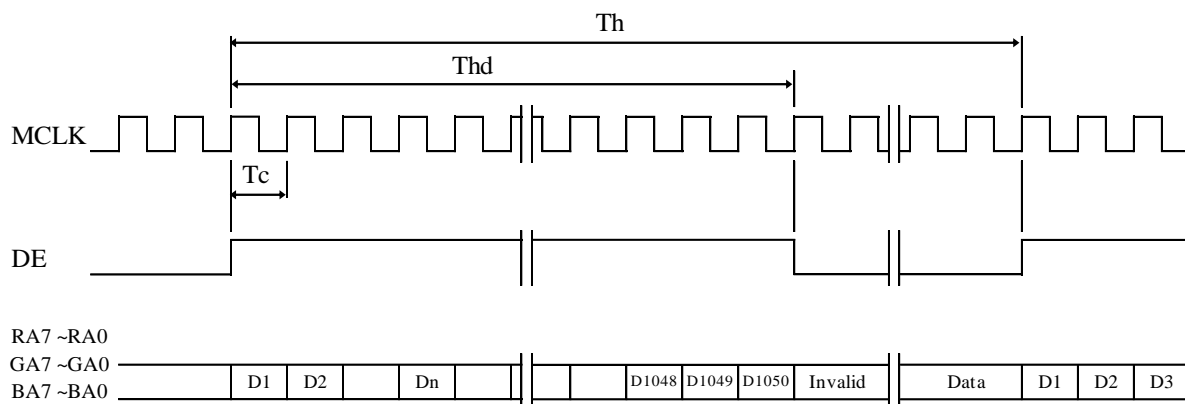 Th
Thd
MCLK
Tc
DE
RA7 ~RA0
GA7 ~GA0
BA7 ~BA0
D1 D2 Dn D1048 D1049 D1050 Invalid Data D1 D2 D3